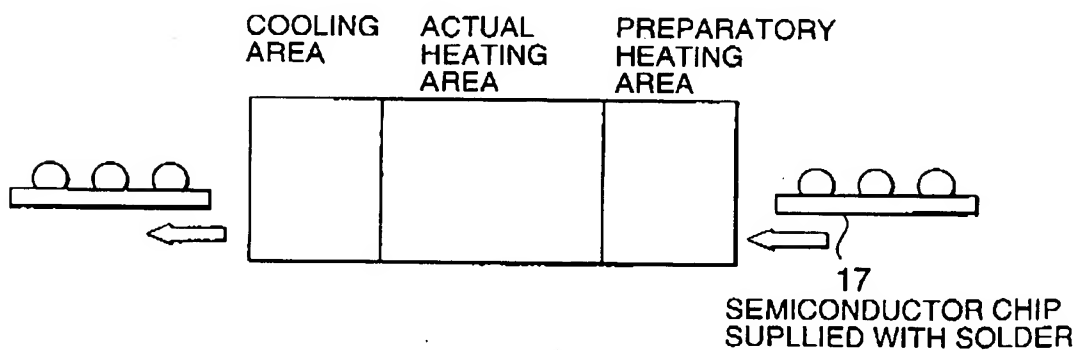 COOLING
AREA
ACTUAL
HEATING
AREA
PREPARATORY
HEATING
AREA
17
SEMICONDUCTOR CHIP
SUPLLIED WITH SOLDER